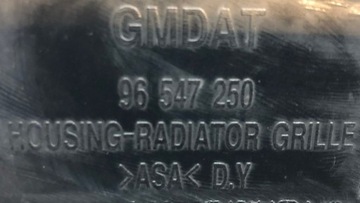 GMDAT
96 547 250
HOUSING-RADIATOR GRILLE
>ASA< D.Y